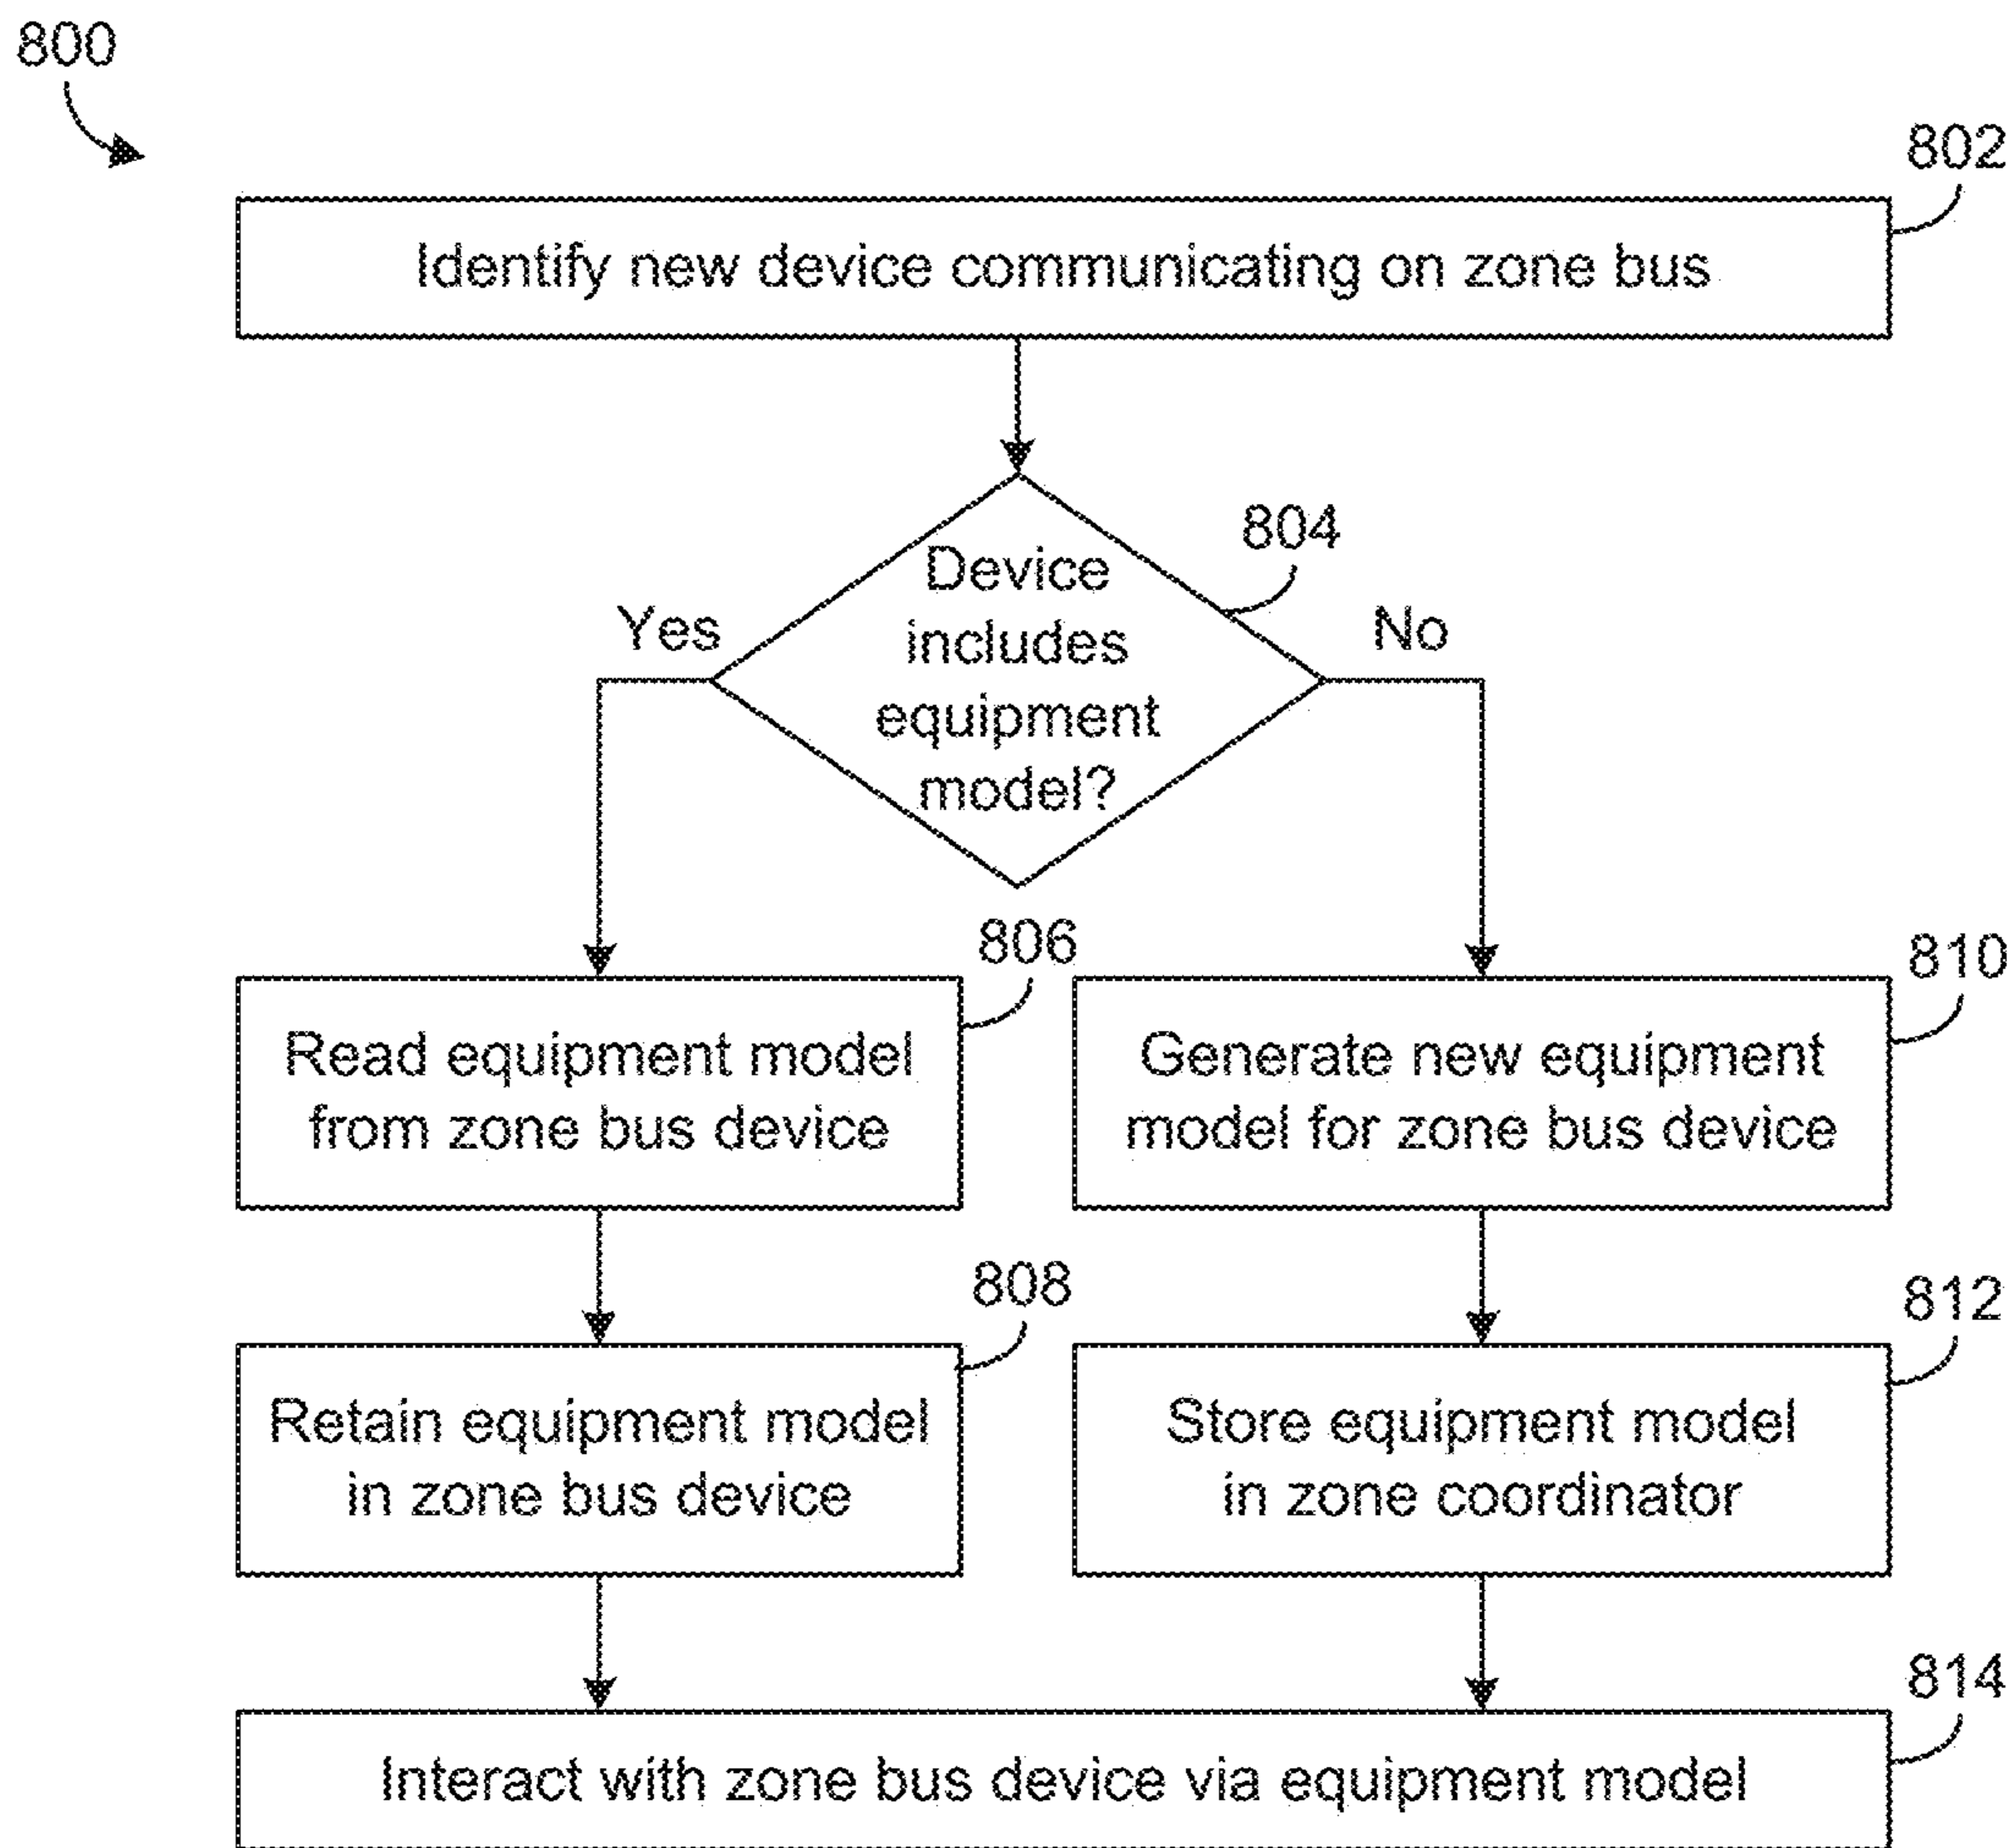 800
802
Identify new device communicating on zone bus
804
Device
includes
equipment
model?
Yes
No
806
Read equipment model
from zone bus device
810
Generate new equipment
model for zone bus device
808
Retain equipment model
in zone bus device
812
Store equipment model
in zone coordinator
814
Interact with zone bus device via equipment model